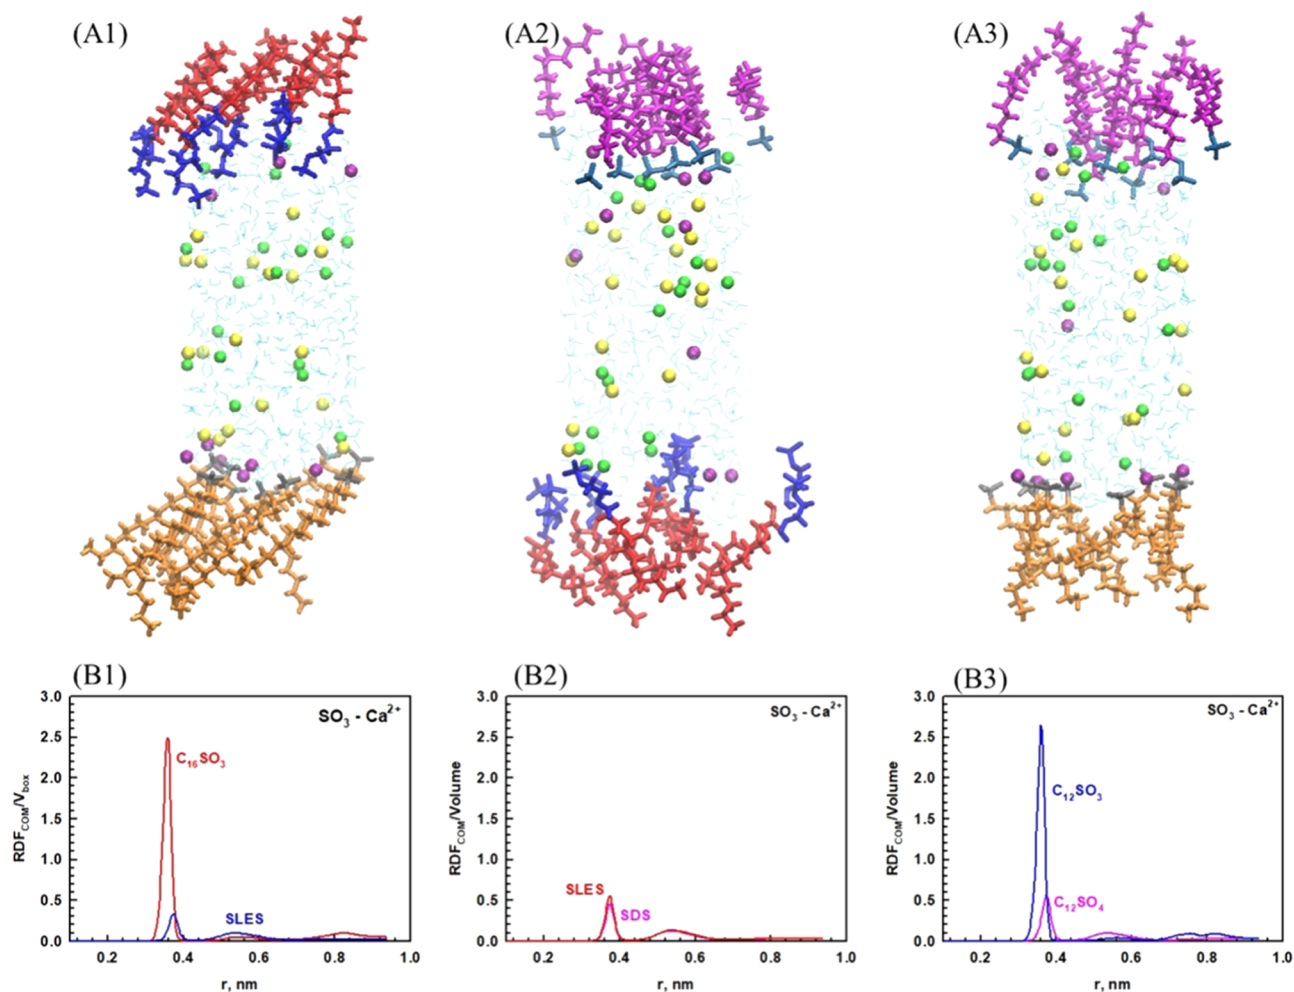 (A1)
(A2)
(A3)
(B1)
3.0
2.5
2.0
1.5
1.0
0.5
0.0
RDF_COM/V_box
SO₃ - Ca²⁺
C₁₆SO₃
SLES
0.2
0.4
0.6
0.8
1.0
r, nm
(B2)
3.0
2.5
2.0
1.5
1.0
0.5
0.0
RDF_COM/Volume
SO₃ - Ca²⁺
SLES
SDS
0.2
0.4
0.6
0.8
1.0
r, nm
(B3)
3.0
2.5
2.0
1.5
1.0
0.5
0.0
RDF_COM/Volume
SO₃ - Ca²⁺
C₁₂SO₃
C₁₂SO₄
0.2
0.4
0.6
0.8
1.0
r, nm